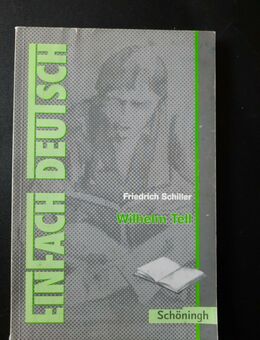 EINFACH DEUTSCH
Friedrich Schiller
Wilhelm Tell
Schöningh